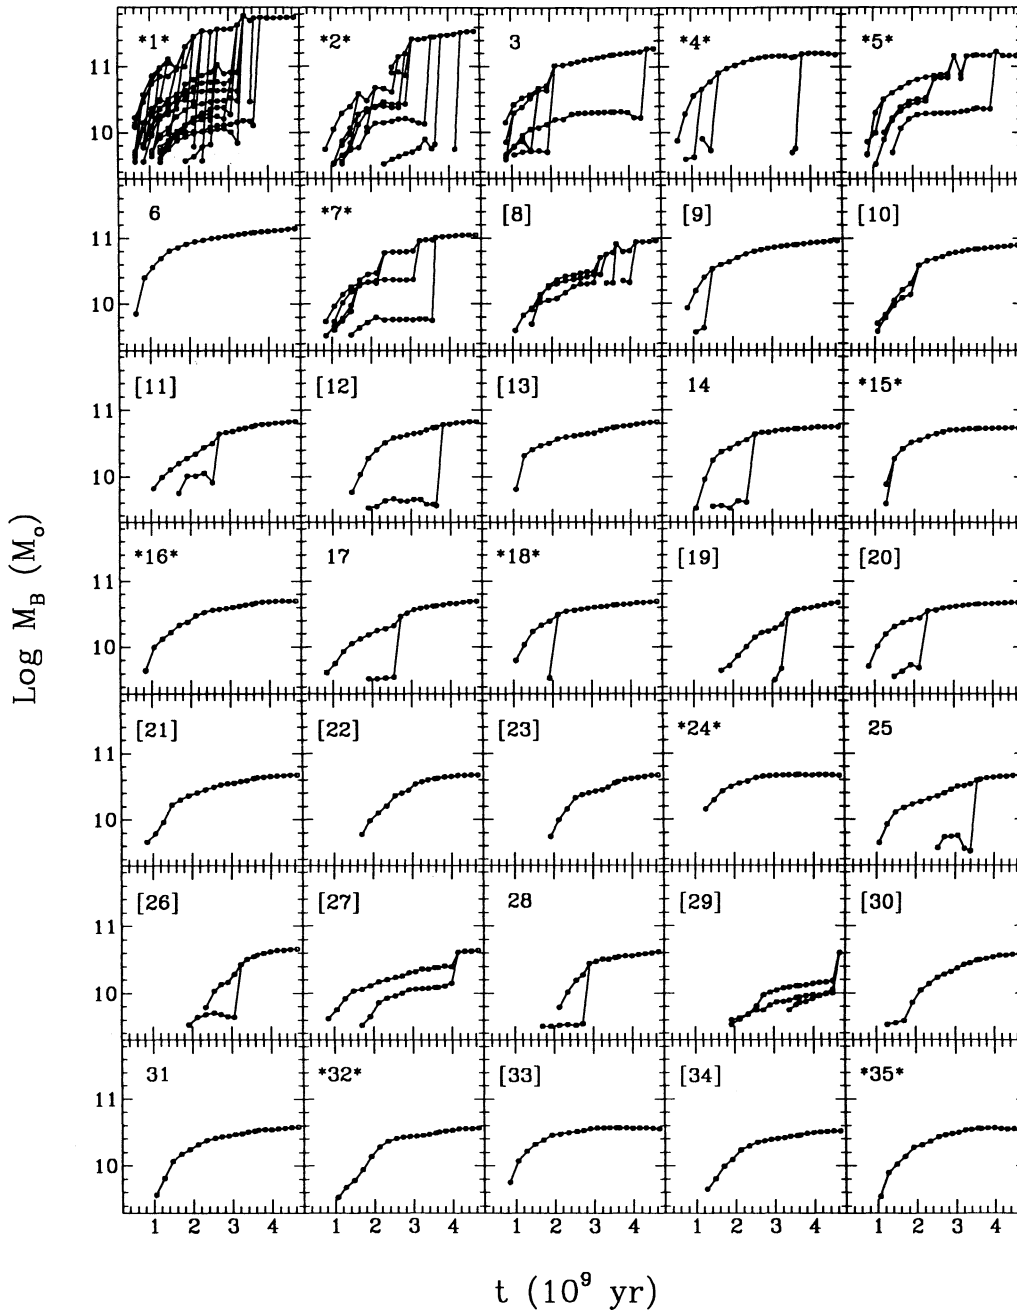 *1* *2* 3 *4* *5*
11
10
6 *7* [8] [9] [10]
11
10
[11] [12] [13] 14 *15*
11
10
*16* 17 *18* [19] [20]
11
10
[21] [22] [23] *24* 25
11
10
[26] [27] 28 [29] [30]
11
10
31 *32* [33] [34] *35*
11
10
1 2 3 4 1 2 3 4 1 2 3 4 1 2 3 4 1 2 3 4
Log M_B (M_o)
t (10⁹ yr)